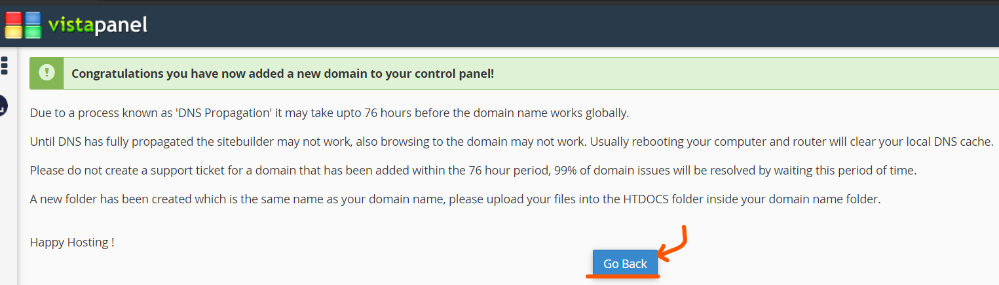 vistapanel
Congratulations you have now added a new domain to your control panel!
Due to a process known as 'DNS Propagation' it may take upto 76 hours before the domain name works globally.
Until DNS has fully propagated the sitebuilder may not work, also browsing to the domain may not work. Usually rebooting your computer and router will clear your local DNS cache.
Please do not create a support ticket for a domain that has been added within the 76 hour period, 99% of domain issues will be resolved by waiting this period of time.
A new folder has been created which is the same name as your domain name, please upload your files into the HTDOCS folder inside your domain name folder.
Happy Hosting !
Go Back